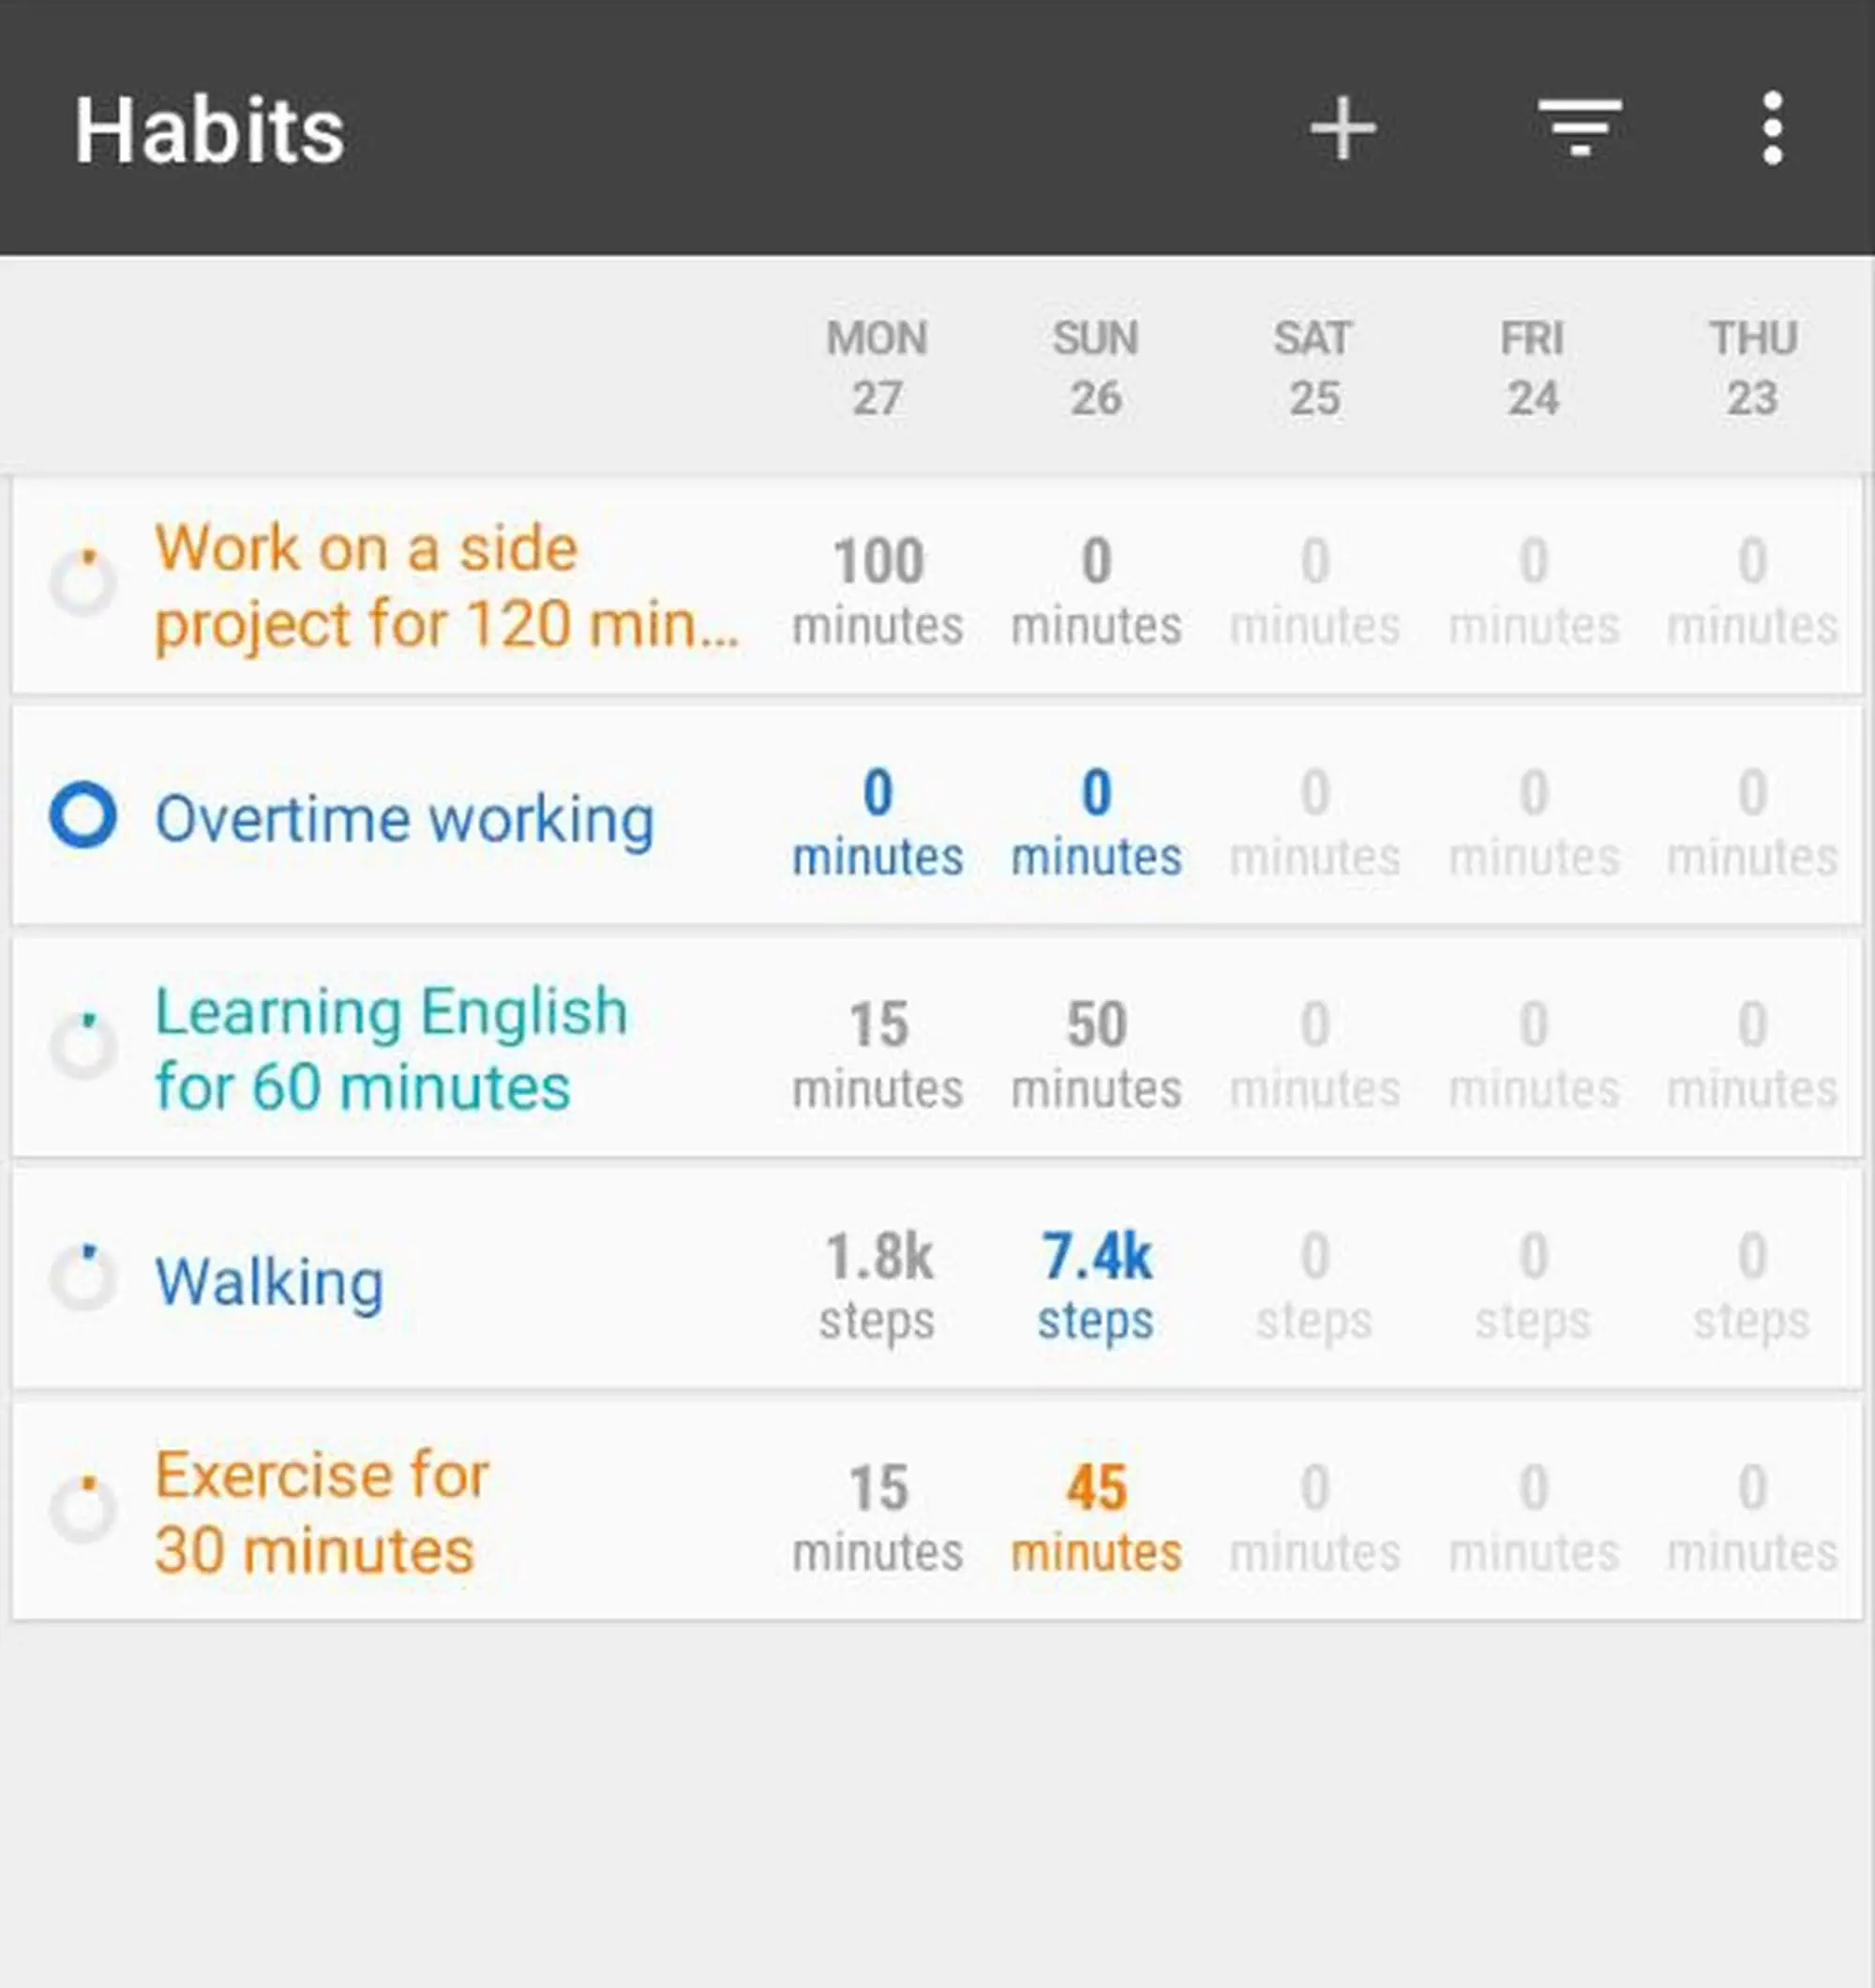 Habits
MON SUN SAT FRI THU
27 26 25 24 23
Work on a side
project for 120 min...
100 0 0 0 0
minutes minutes minutes minutes minutes
Overtime working
0 0 0 0 0
minutes minutes minutes minutes minutes
Learning English
for 60 minutes
15 50 0 0 0
minutes minutes minutes minutes minutes
Walking
1.8k 7.4k 0 0 0
steps steps steps steps steps
Exercise for
30 minutes
15 45 0 0 0
minutes minutes minutes minutes minutes